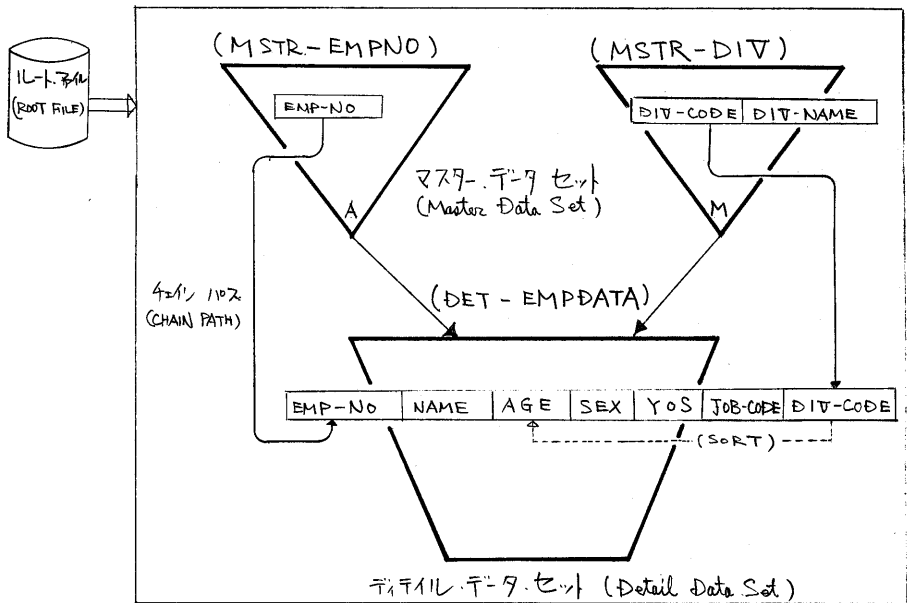 (MSTR-EMPNO)
(MSTR-DIV)
ルート.ファイル
(ROOT FILE)
EMP-NO
DIV-CODE DIV-NAME
マスター.データ セット
(Master Data Set)
A
M
チェイン パス
(CHAIN PATH)
(DET-EMPDATA)
EMP-NO NAME AGE SEX YOS JOB-CODE DIV-CODE
(SORT)
ディテイル.データ.セット (Detail Data Set)